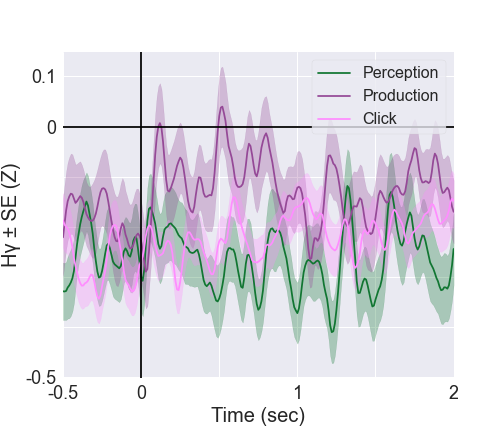 0.1
0
-0.5
Hγ ± SE (Z)
Perception
Production
Click
-0.5 0 1 2
Time (sec)